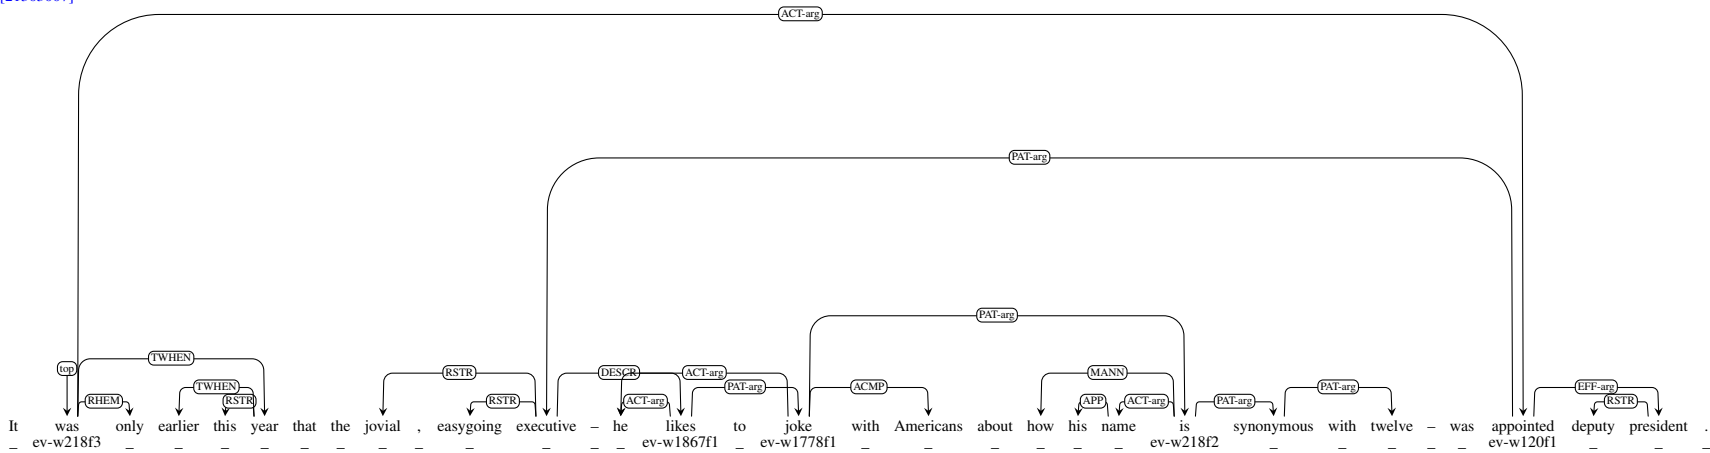 ACT-arg
PAT-arg
PAT-arg
TWHEN
top RSTR DESCR ACT-arg MANN
TWHEN PAT-arg ACMP PAT-arg EFF-arg
RHEM RSTR RSTR ACT-arg APP ACT-arg PAT-arg RSTR
It was only earlier this year that the jovial , easygoing executive – he likes to joke with Americans about how his name is synonymous with twelve – was appointed deputy president .
_ ev-w218f3 _ _ _ _ _ _ _ _ _ _ _ _ ev-w1867f1 _ ev-w1778f1 _ _ _ _ _ _ ev-w218f2 _ _ _ _ _ ev-w120f1 _ _ _